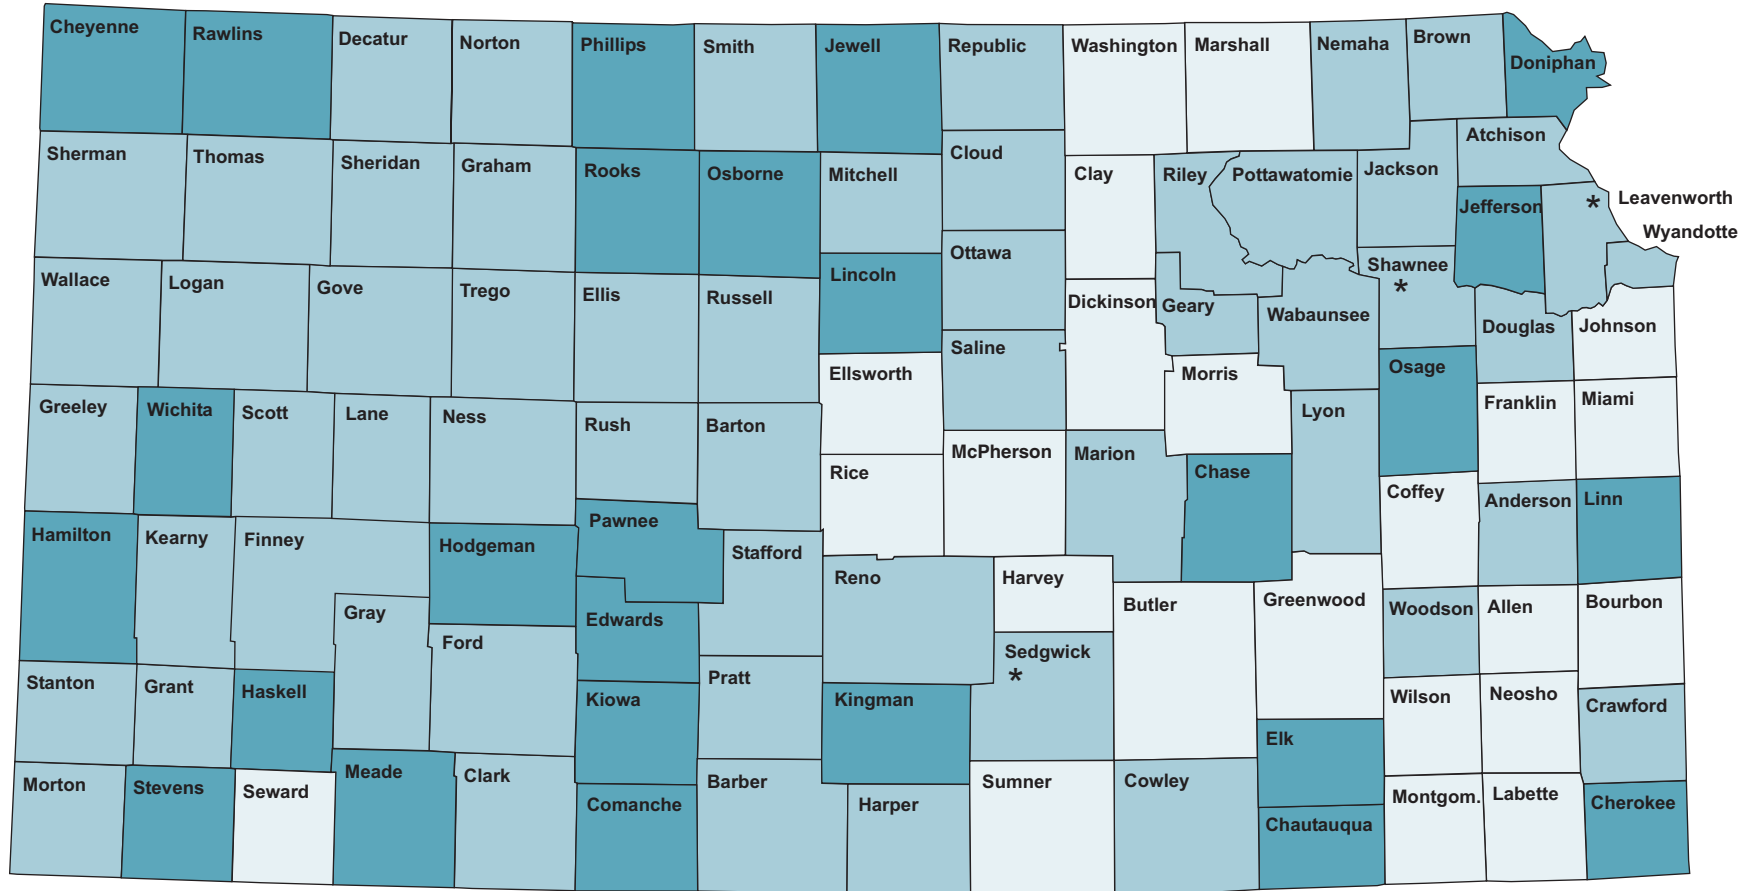 Cheyenne
Rawlins
Decatur
Norton
Phillips
Smith
Jewell
Republic
Washington
Marshall
Nemaha
Brown
Doniphan
Sherman
Thomas
Sheridan
Graham
Rooks
Osborne
Mitchell
Cloud
Clay
Riley
Pottawatomie
Jackson
Atchison
Jefferson
*
Leavenworth
Wyandotte
Wallace
Logan
Gove
Trego
Ellis
Russell
Lincoln
Ottawa
Dickinson
Geary
Wabaunsee
Shawnee
*
Douglas
Johnson
Saline
Ellsworth
Morris
Osage
Greeley
Wichita
Scott
Lane
Ness
Rush
Barton
Rice
McPherson
Marion
Chase
Lyon
Franklin
Miami
Coffey
Anderson
Linn
Hamilton
Kearny
Finney
Hodgeman
Pawnee
Stafford
Reno
Harvey
Butler
Greenwood
Woodson
Allen
Bourbon
Gray
Ford
Edwards
Sedgwick
*
Stanton
Grant
Haskell
Kiowa
Pratt
Kingman
Elk
Wilson
Neosho
Crawford
Morton
Stevens
Seward
Meade
Clark
Comanche
Barber
Harper
Sumner
Cowley
Chautauqua
Montgom.
Labette
Cherokee